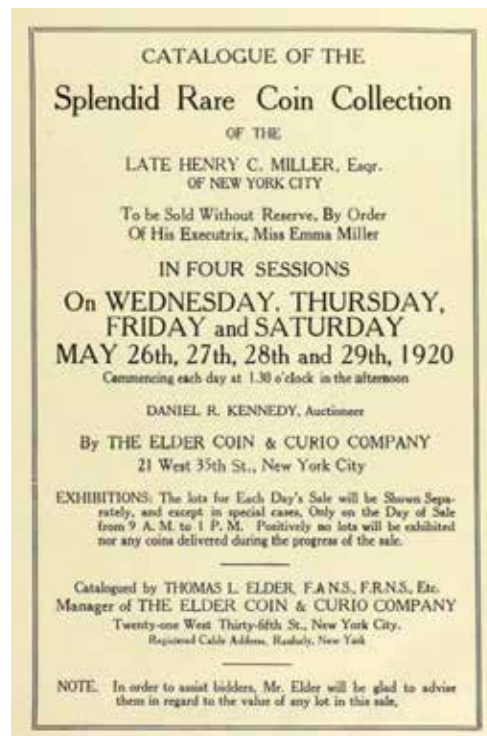 CATALOGUE OF THE
Splendid Rare Coin Collection
OF THE
LATE HENRY C. MILLER, Esqr.
OF NEW YORK CITY
To be Sold Without Reserve, By Order
Of His Executrix, Miss Emma Miller
IN FOUR SESSIONS
On WEDNESDAY, THURSDAY,
FRIDAY and SATURDAY
MAY 26th, 27th, 28th and 29th, 1920
Commencing each day at 1.30 o'clock in the afternoon
DANIEL R. KENNEDY, Auctioneer
By THE ELDER COIN & CURIO COMPANY
21 West 35th St., New York City
EXHIBITIONS: The lots for Each Day's Sale will be Shown Sepa-
rately, and except in special cases, Only on the Day of Sale
from 9 A. M. to 1 P. M. Positively no lots will be exhibited
nor any coins delivered during the progress of the sale.
Catalogued by THOMAS L. ELDER, F.A.N.S., F.R.N.S., Etc.
Manager of THE ELDER COIN & CURIO COMPANY
Twenty-one West Thirty-fifth St., New York City.
Registered Cable Address, New York
NOTE. In order to assist bidders, Mr. Elder will be glad to advise
them in regard to the value of any lot in this sale.